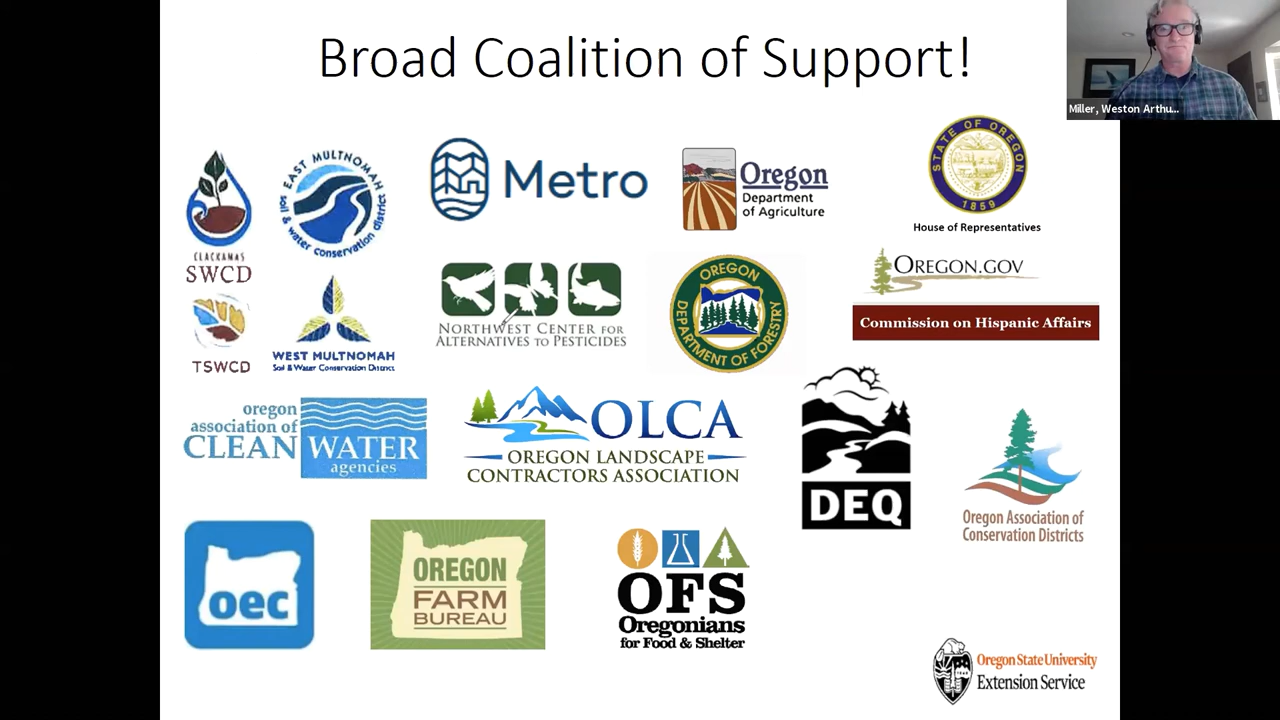 Broad Coalition of Support!
Miller, Weston Arthu...
CLACKAMAS
SWCD
EAST MULTNOMAH
soil & water conservation district
Metro
Oregon
Department
of Agriculture
STATE OF OREGON
1859
House of Representatives
TSWCD
WEST MULTNOMAH
Soil & Water Conservation District
NORTHWEST CENTER FOR
ALTERNATIVES TO PESTICIDES
OREGON
DEPARTMENT OF FORESTRY
OREGON.GOV
Commission on Hispanic Affairs
oregon
association of
CLEAN
WATER
agencies
OLCA
OREGON LANDSCAPE
CONTRACTORS ASSOCIATION
DEQ
Oregon Association of
Conservation Districts
oec
OREGON
FARM
BUREAU
OFS
Oregonians
for Food & Shelter
Oregon State University
Extension Service